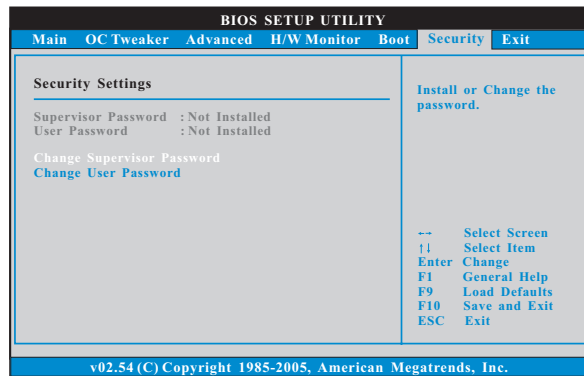 BIOS SETUP UTILITY
Main OC Tweaker Advanced H/W Monitor Boot Security Exit
Security Settings
Supervisor Password : Not Installed
User Password : Not Installed
Change Supervisor Password
Change User Password
Install or Change the
password.
←→ Select Screen
↑↓ Select Item
Enter Change
F1 General Help
F9 Load Defaults
F10 Save and Exit
ESC Exit
v02.54 (C) Copyright 1985-2005, American Megatrends, Inc.